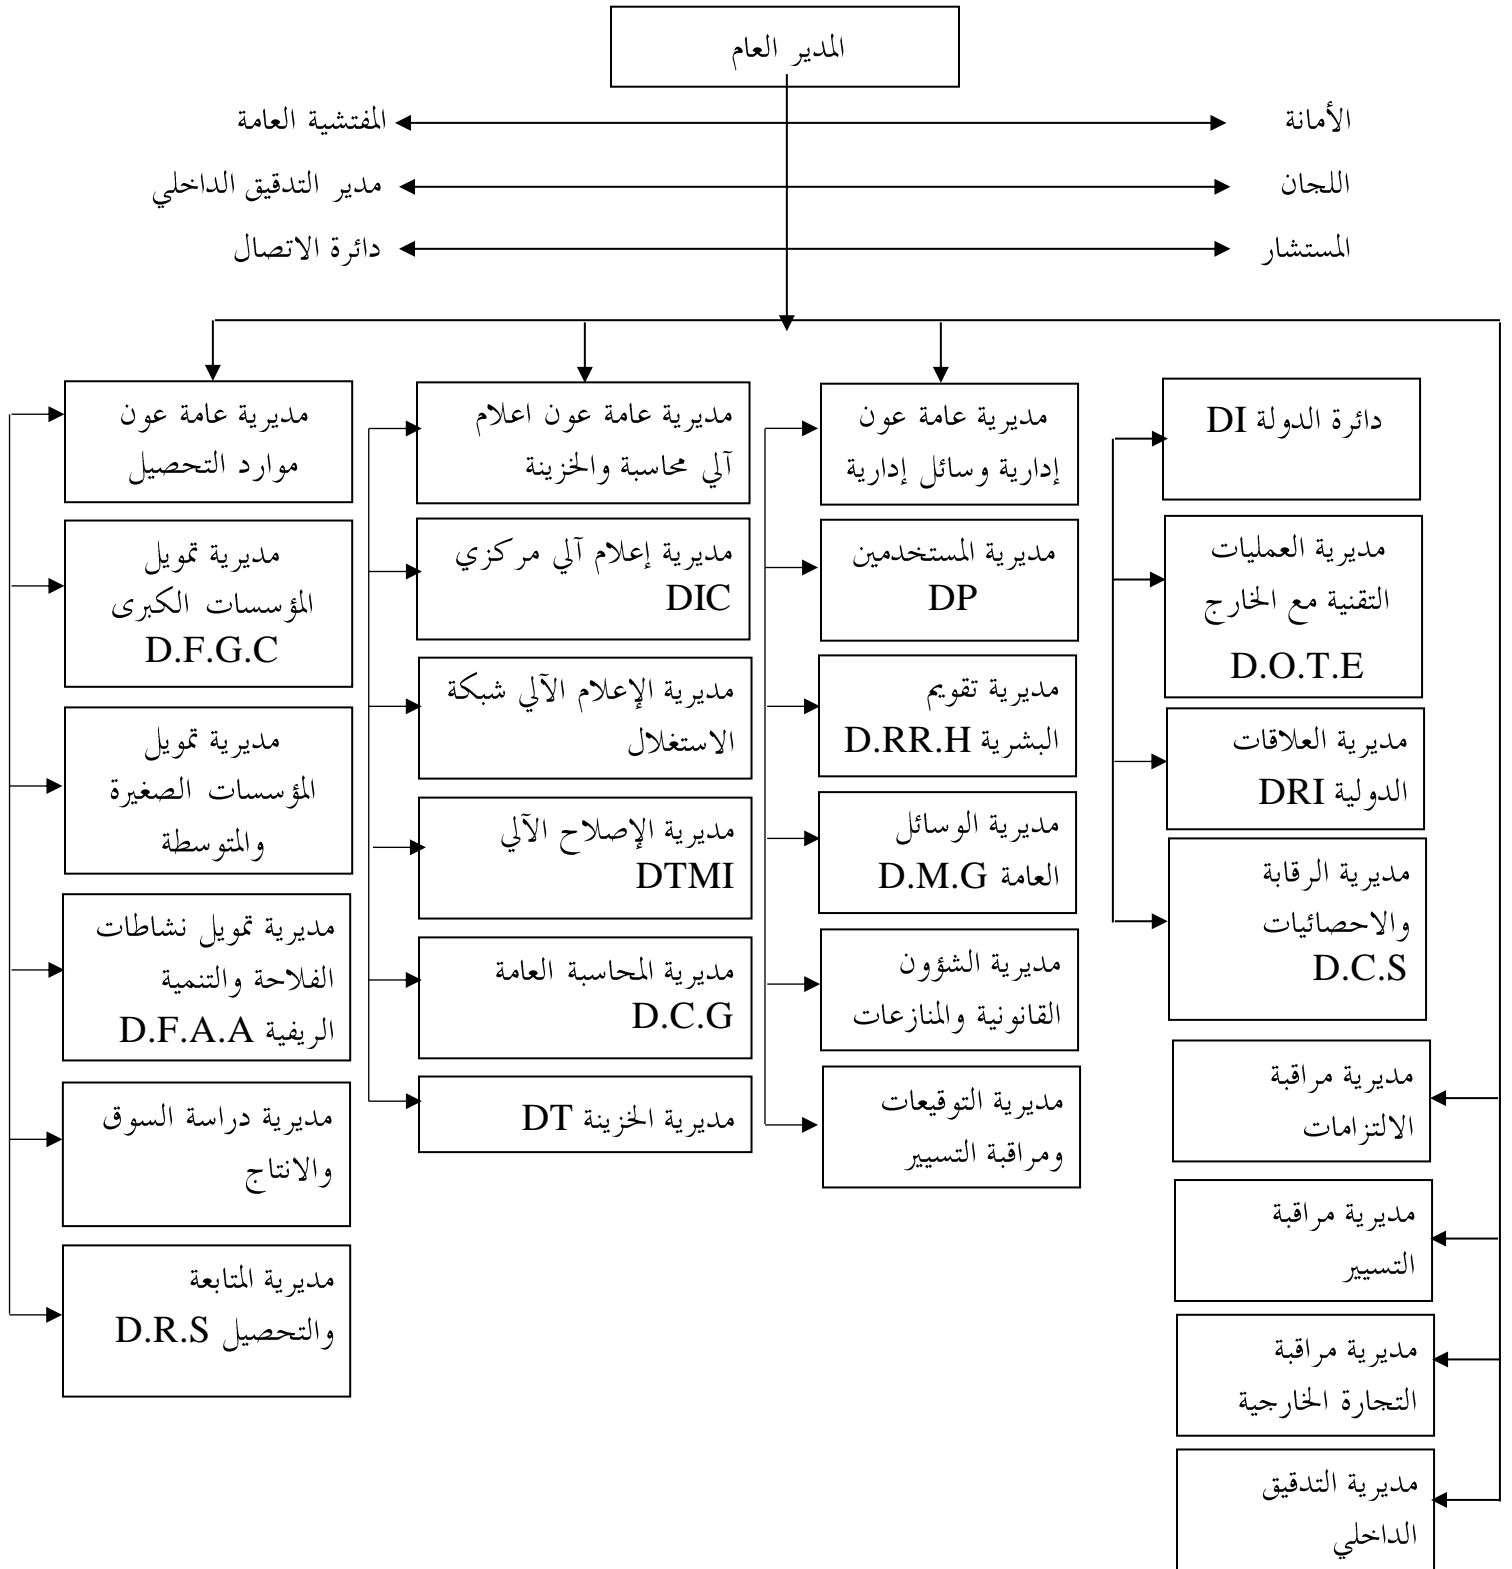 المدير العام
الأمانة
المفتشية العامة
اللجان
مدير التدقيق الداخلي
المستشار
دائرة الاتصال
دائرة الدولة DI
مديرية العمليات
التقنية مع الخارج
D.O.T.E
مديرية العلاقات
الدولية DRI
مديرية الرقابة
والاحصائيات
D.C.S
مديرية مراقبة
الالتزامات
مديرية مراقبة
التسيير
مديرية مراقبة
التجارة الخارجية
مديرية التدقيق
الداخلي
مديرية عامة عون
إدارية وسائل إدارية
مديرية المستخدمين
DP
مديرية تقويم
البشرية D.RR.H
مديرية الوسائل
العامة D.M.G
مديرية الشؤون
القانونية والمنازعات
مديرية التوقيعات
ومراقبة التسيير
مديرية عامة عون اعلام
آلي محاسبة والخزينة
مديرية إعلام آلي مركزي
DIC
مديرية الإعلام الآلي شبكة
الاستغلال
مديرية الإصلاح الآلي
DTMI
مديرية المحاسبة العامة
D.C.G
مديرية الخزينة DT
مديرية عامة عون
موارد التحصيل
مديرية تمويل
المؤسسات الكبرى
D.F.G.C
مديرية تمويل
المؤسسات الصغيرة
والمتوسطة
مديرية تمويل نشاطات
الفلاحة والتنمية
الريفية D.F.A.A
مديرية دراسة السوق
والانتاج
مديرية المتابعة
والتحصيل D.R.S